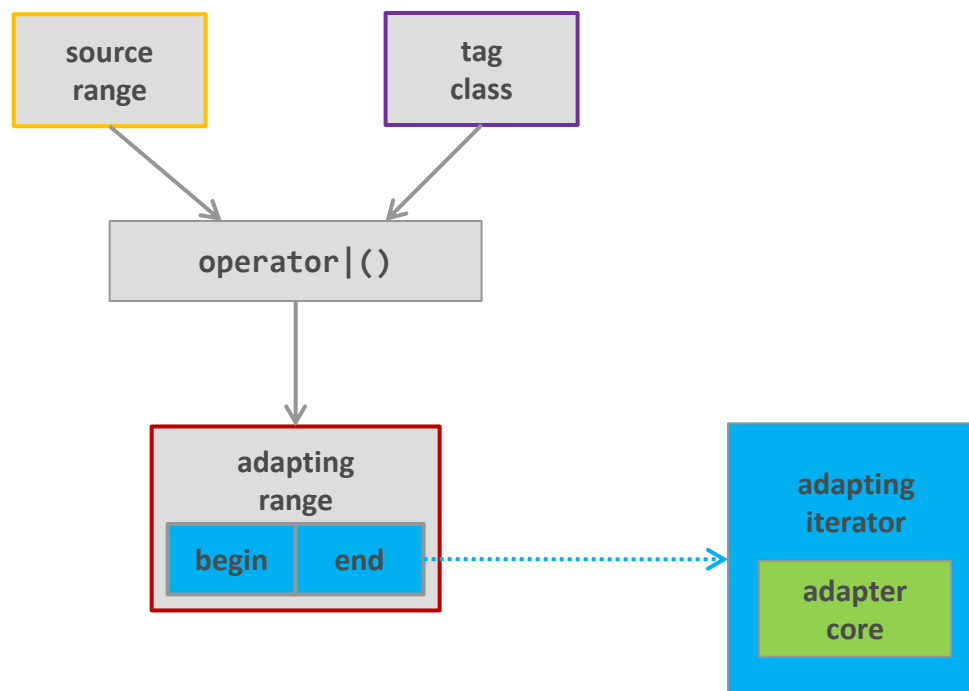 source
range
tag
class
operator|()
adapting
range
begin
end
adapting
iterator
adapter
core